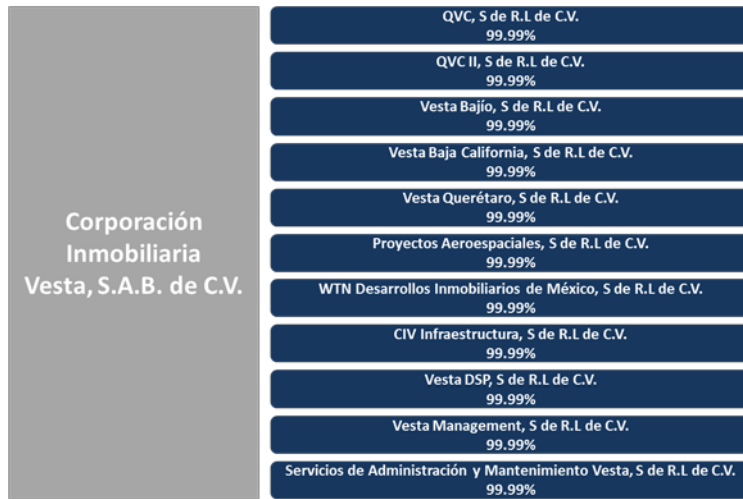 Corporación
Inmobiliaria
Vesta, S.A.B. de C.V.
QVC, S de R.L de C.V.
99.99%
QVC II, S de R.L de C.V.
99.99%
Vesta Bajío, S de R.L de C.V.
99.99%
Vesta Baja California, S de R.L de C.V.
99.99%
Vesta Querétaro, S de R.L de C.V.
99.99%
Proyectos Aeroespaciales, S de R.L de C.V.
99.99%
WTN Desarrollos Inmobiliarios de México, S de R.L de C.V.
99.99%
CIV Infraestructura, S de R.L de C.V.
99.99%
Vesta DSP, S de R.L de C.V.
99.99%
Vesta Management, S de R.L de C.V.
99.99%
Servicios de Administración y Mantenimiento Vesta, S de R.L de C.V.
99.99%